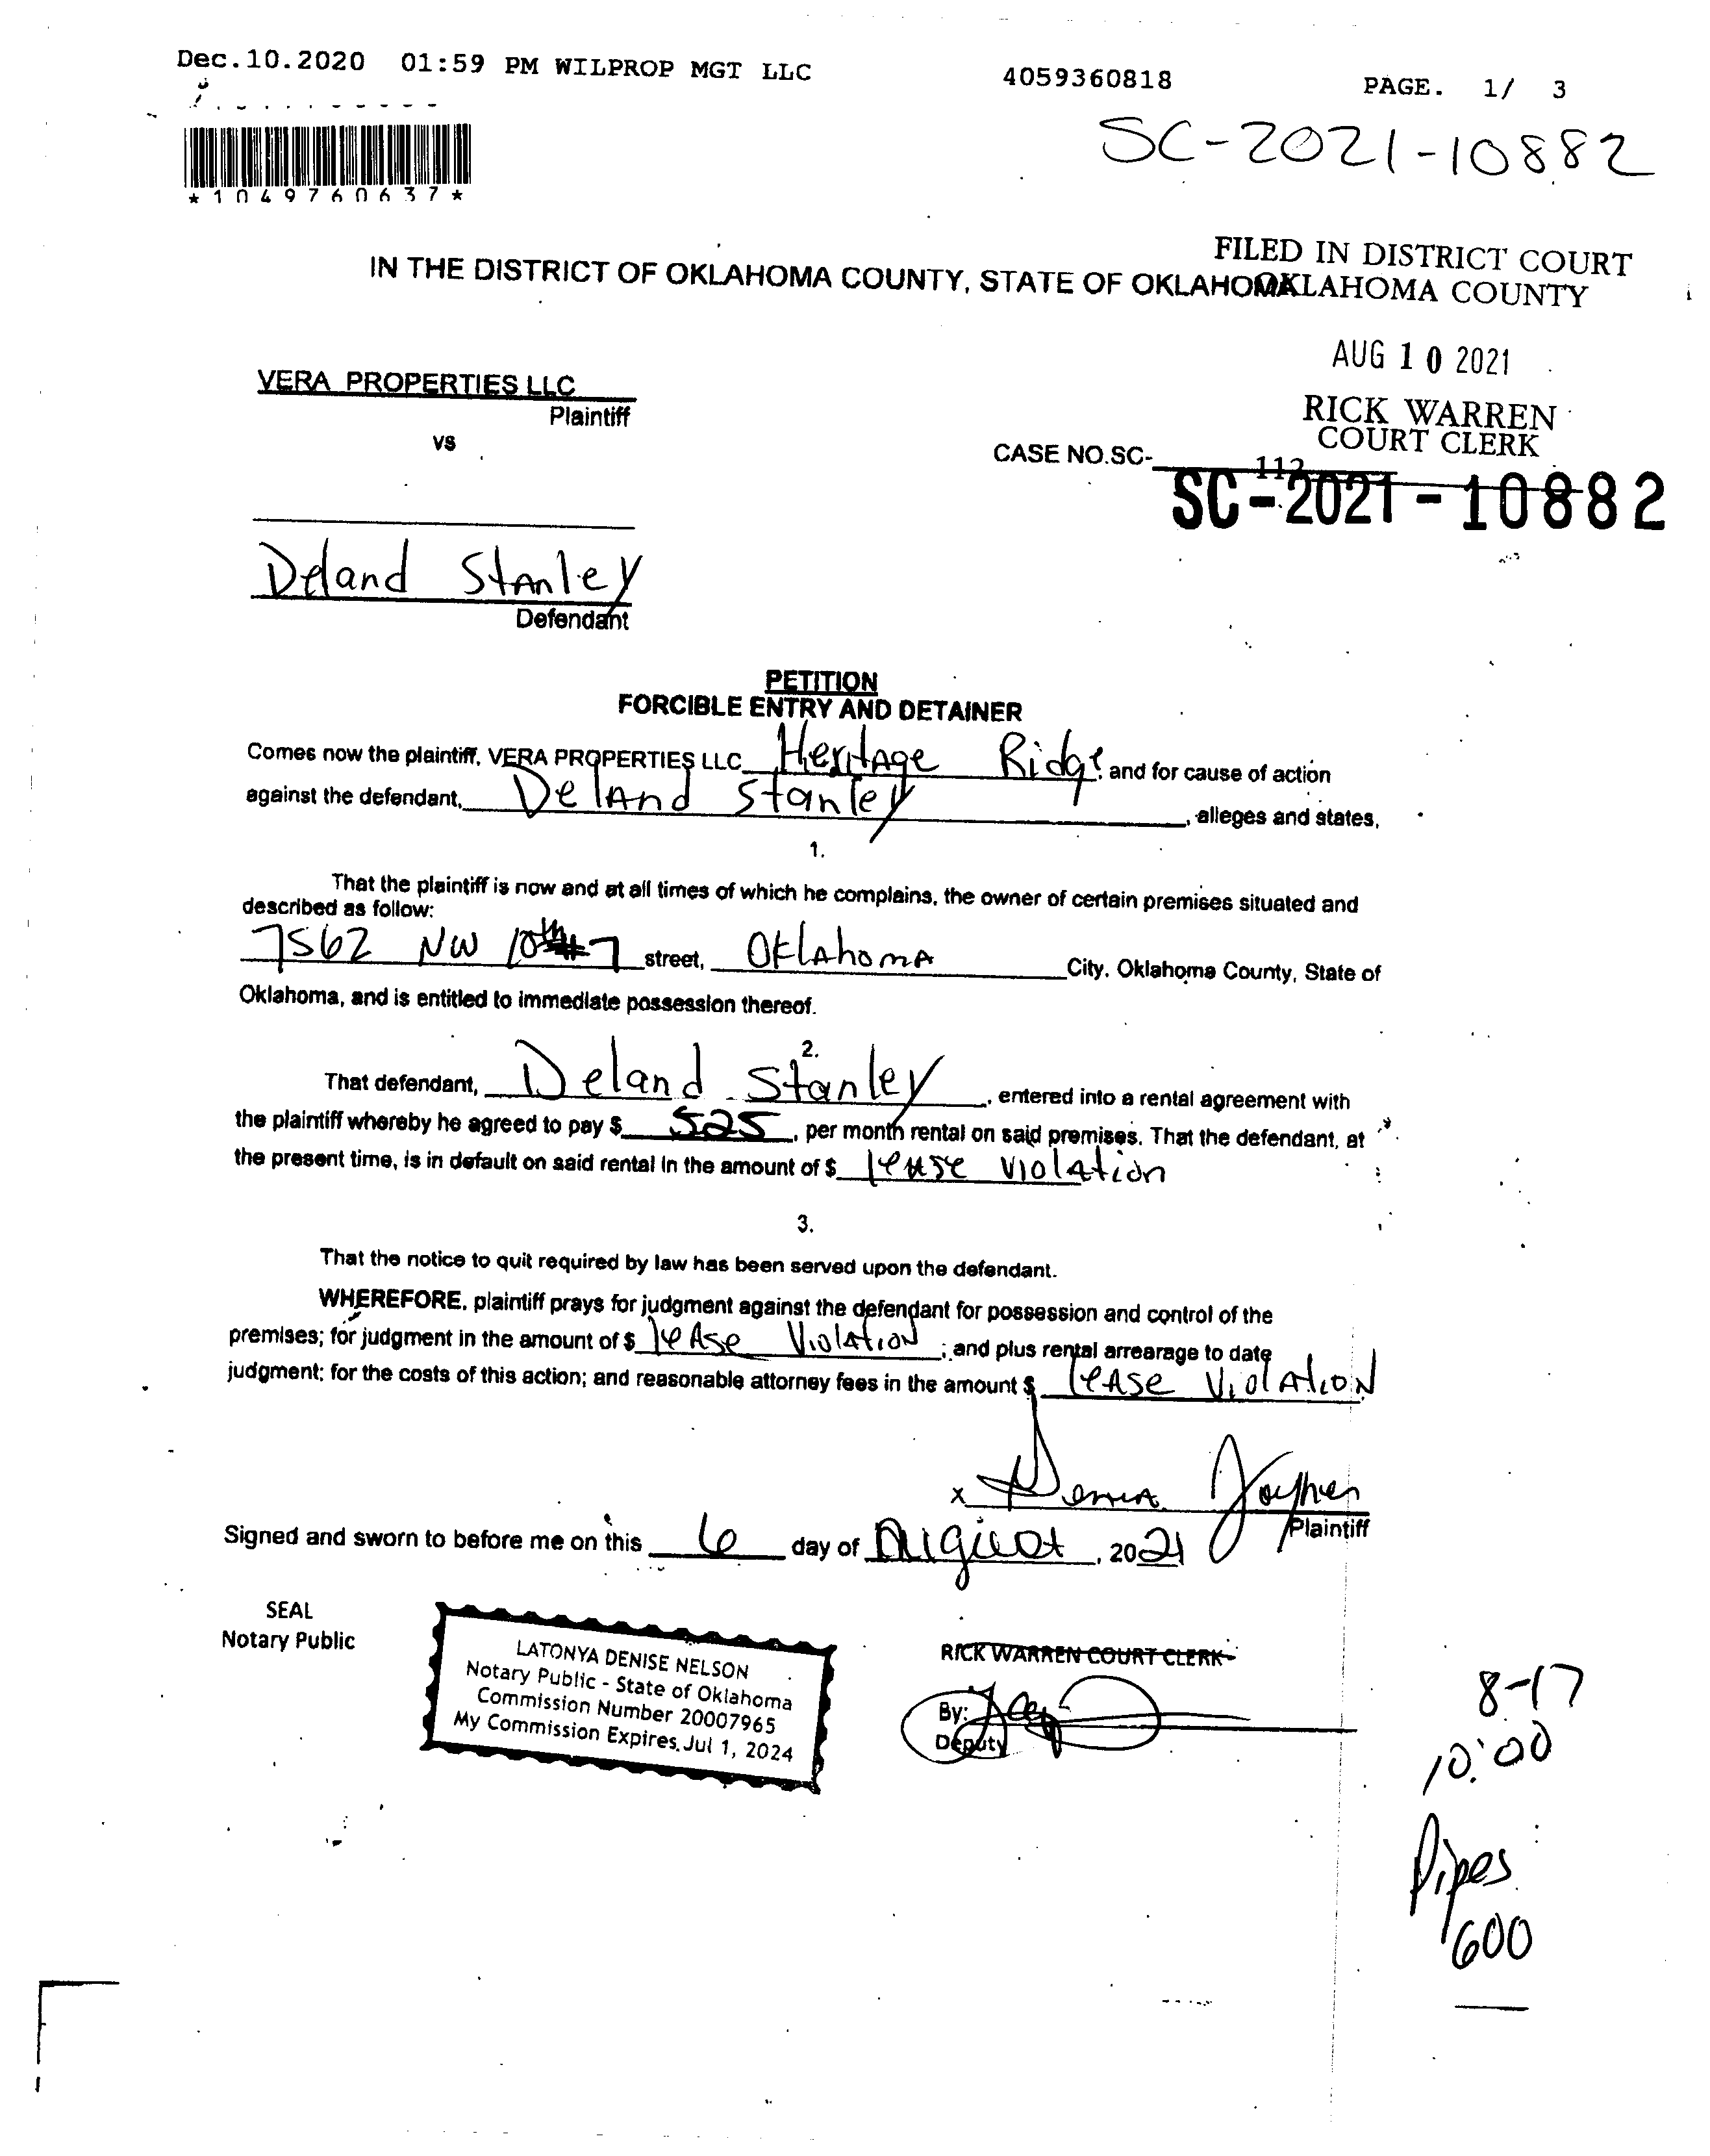 Dec.10.2020 01:59 PM WILPROP MGT LLC 4059360818 PAGE. 1/ 3
SC-2021-10882
*1049760637*
FILED IN DISTRICT COURT
OKLAHOMA COUNTY
IN THE DISTRICT OF OKLAHOMA COUNTY, STATE OF OKLAHOMA
AUG 10 2021
RICK WARREN
COURT CLERK
VERA PROPERTIES LLC
Plaintiff
vs
CASE NO.SC-
112
SC-2021-10882
Deland Stanley
Defendant
PETITION
FORCIBLE ENTRY AND DETAINER
Comes now the plaintiff, VERA PROPERTIES LLC Heritage Ridge, and for cause of action
against the defendant, Deland Stanley, alleges and states,
1.
That the plaintiff is now and at all times of which he complains, the owner of certain premises situated and
described as follow:
7562 NW 10th #7 street, Oklahoma City, Oklahoma County, State of
Oklahoma, and is entitled to immediate possession thereof.
2.
That defendant, Deland Stanley, entered into a rental agreement with
the plaintiff whereby he agreed to pay $ 525, per month rental on said premises. That the defendant, at
the present time, is in default on said rental in the amount of $ lease violation
3.
That the notice to quit required by law has been served upon the defendant.
WHEREFORE, plaintiff prays for judgment against the defendant for possession and control of the
premises; for judgment in the amount of $ lease Violation; and plus rental arrearage to date
judgment; for the costs of this action; and reasonable attorney fees in the amount $ lease Violation
x
Plaintiff
Signed and sworn to before me on this 6 day of August, 2021
SEAL
Notary Public
LATONYA DENISE NELSON
Notary Public - State of Oklahoma
Commission Number 20007965
My Commission Expires Jul 1, 2024
RICK WARREN COURT CLERK
By:
Deputy
8-17
10:00
Pipes
600